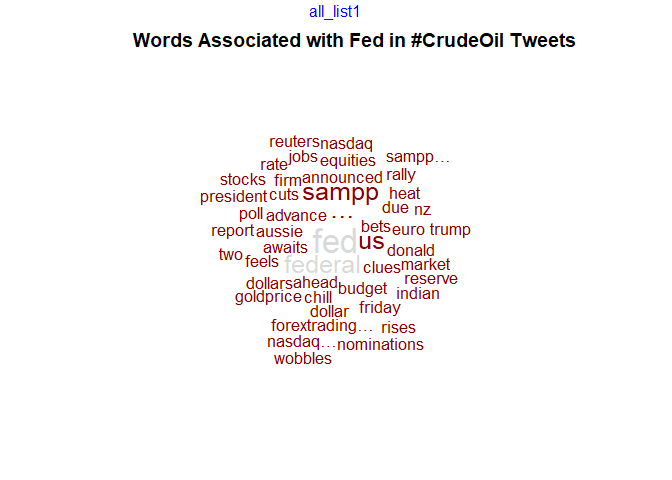 all_list1
Words Associated with Fed in #CrudeOil Tweets
reuters nasdaq
jobs equities sampp…
rate
stocks firm announced rally
president cuts sampp heat
poll advance … due nz
report aussie bets euro trump
awaits fed us donald
two feels federal clues market
dollars ahead budget reserve
goldprice chill indian
dollar friday
forextrading… rises
nasdaq… nominations
wobbles